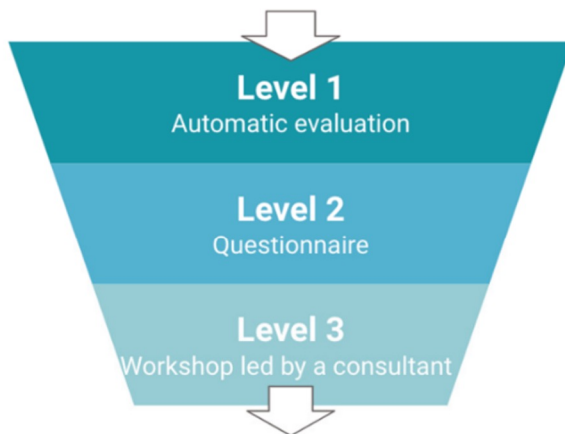 Level 1
Automatic evaluation
Level 2
Questionnaire
Level 3
Workshop led by a consultant